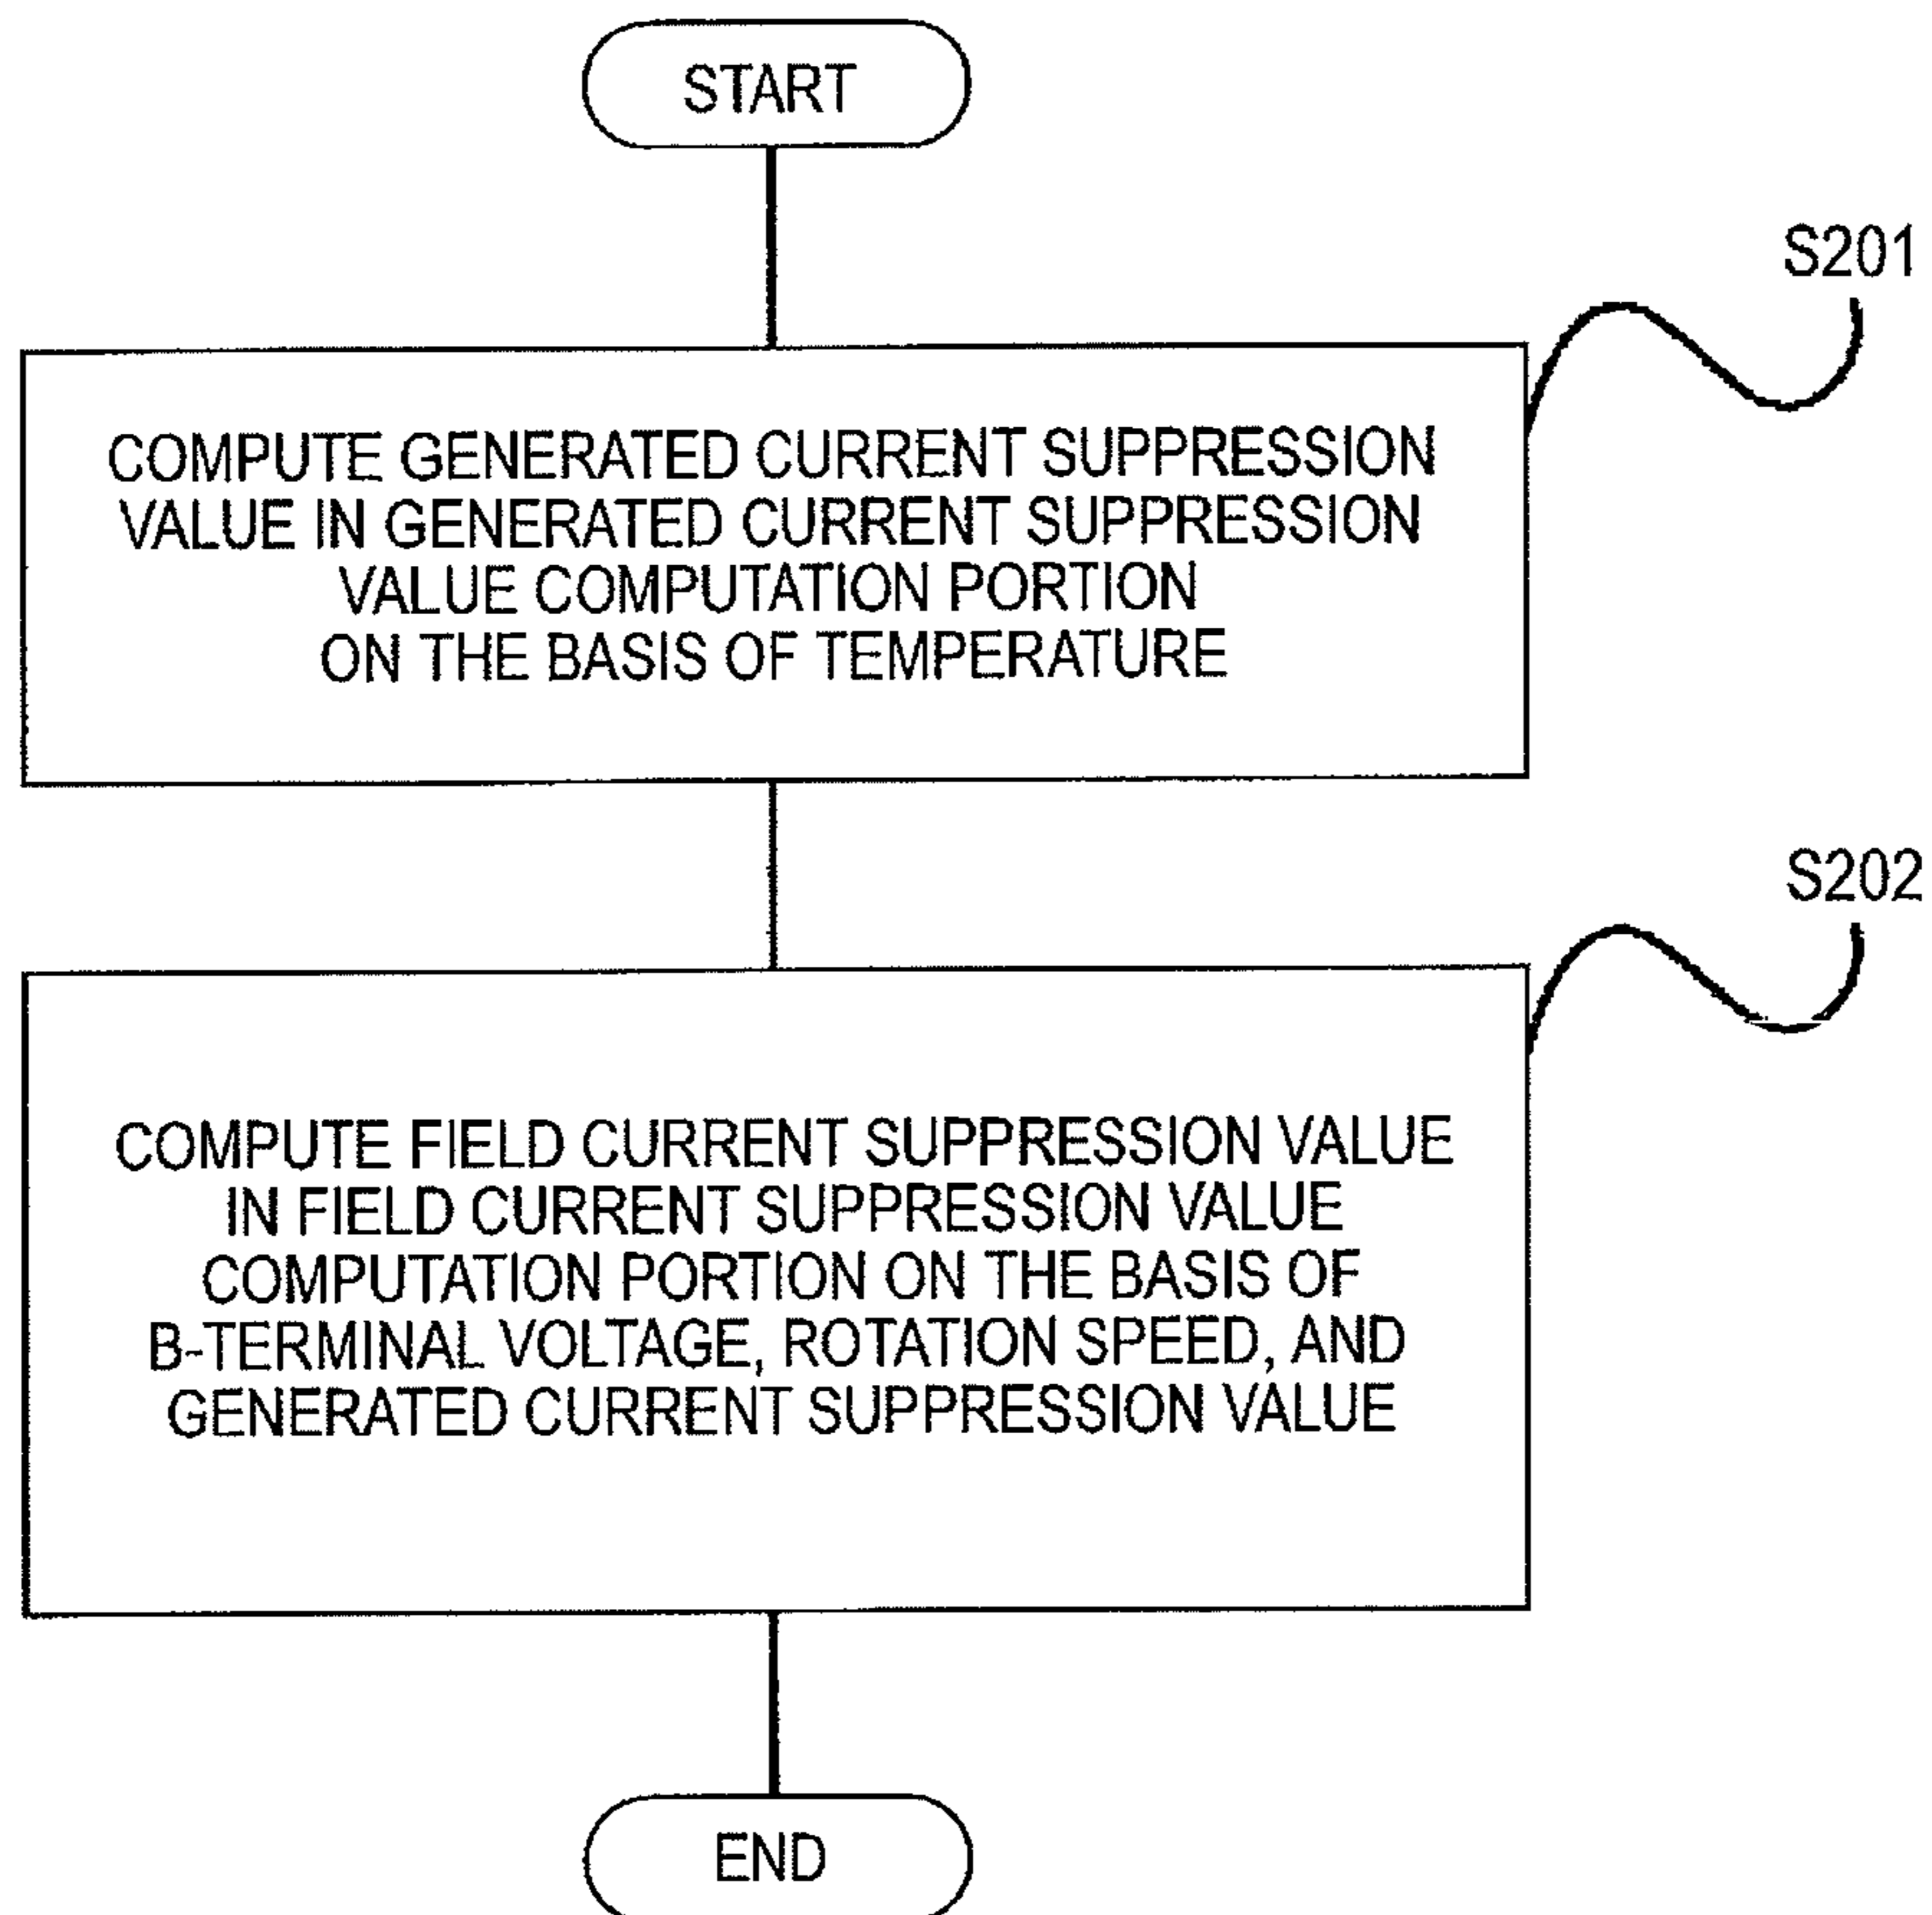 START
S201
COMPUTE GENERATED CURRENT SUPPRESSION
VALUE IN GENERATED CURRENT SUPPRESSION
VALUE COMPUTATION PORTION
ON THE BASIS OF TEMPERATURE
S202
COMPUTE FIELD CURRENT SUPPRESSION VALUE
IN FIELD CURRENT SUPPRESSION VALUE
COMPUTATION PORTION ON THE BASIS OF
B-TERMINAL VOLTAGE, ROTATION SPEED, AND
GENERATED CURRENT SUPPRESSION VALUE
END